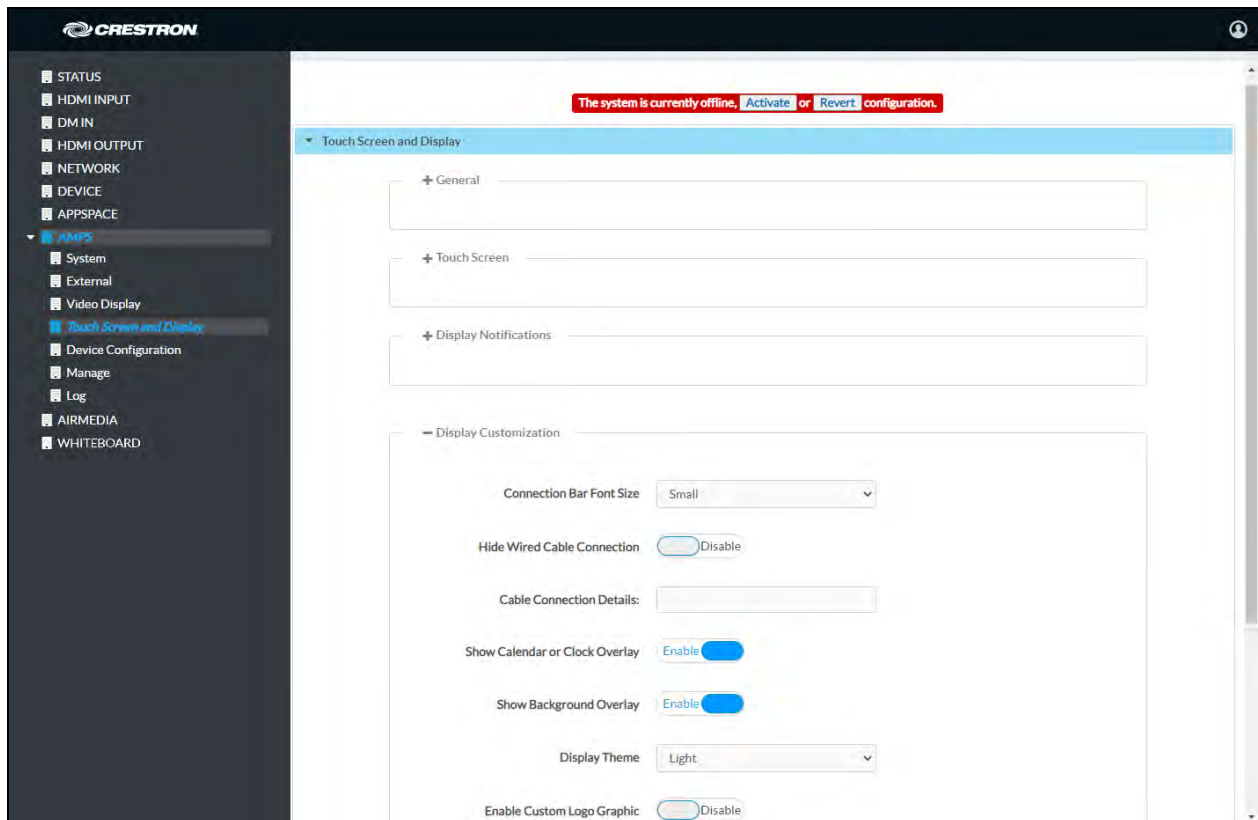 CRESTRON
STATUS
HDMI INPUT
DM IN
HDMI OUTPUT
NETWORK
DEVICE
APPSPACE
AMPS
System
External
Video Display
Touch Screen and Display
Device Configuration
Manage
Log
AIRMEDIA
WHITEBOARD
The system is currently offline, Activate or Revert configuration.
Touch Screen and Display
General
Touch Screen
Display Notifications
Display Customization
Connection Bar Font Size Small
Hide Wired Cable Connection Disable
Cable Connection Details:
Show Calendar or Clock Overlay Enable
Show Background Overlay Enable
Display Theme Light
Enable Custom Logo Graphic Disable